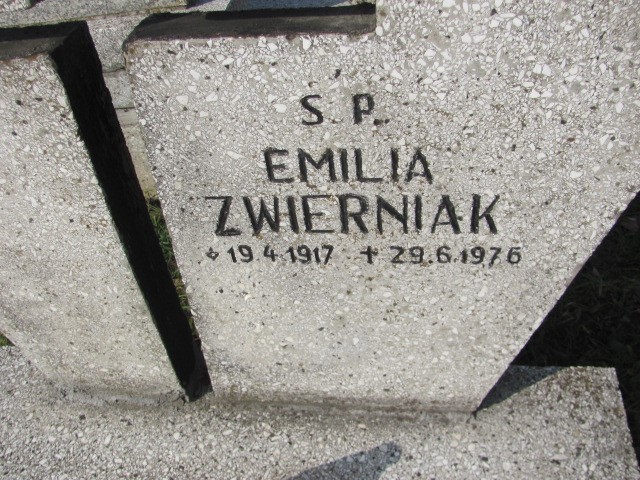 Ś. P.
EMILIA
ZWIERNIAK
* 19.4.1917 + 29.6.1976